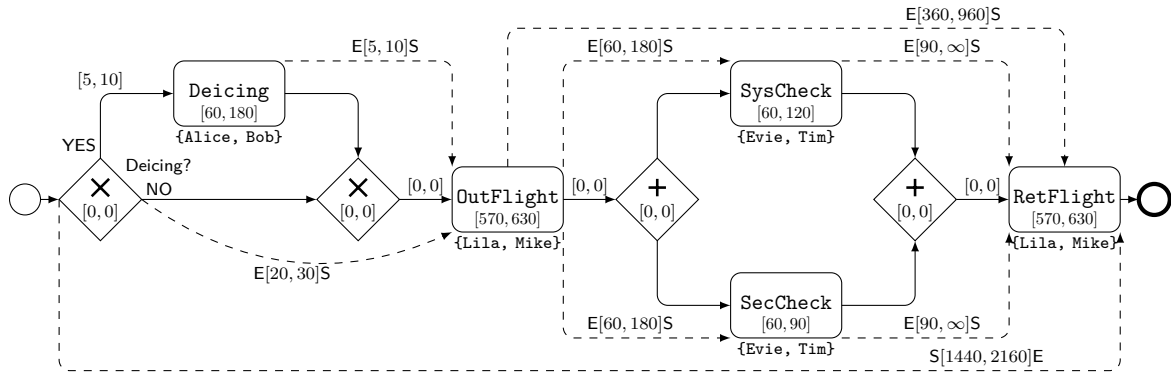 E[360, 960]S
E[5, 10]S
E[60, 180]S
E[90, ∞]S
[5, 10]
Deicing
[60, 180]
{Alice, Bob}
SysCheck
[60, 120]
{Evie, Tim}
YES
Deicing?
NO
×
[0, 0]
×
[0, 0]
[0, 0]
OutFlight
[570, 630]
{Lila, Mike}
[0, 0]
+
[0, 0]
+
[0, 0]
[0, 0]
RetFlight
[570, 630]
{Lila, Mike}
E[20, 30]S
SecCheck
[60, 90]
{Evie, Tim}
E[60, 180]S
E[90, ∞]S
S[1440, 2160]E